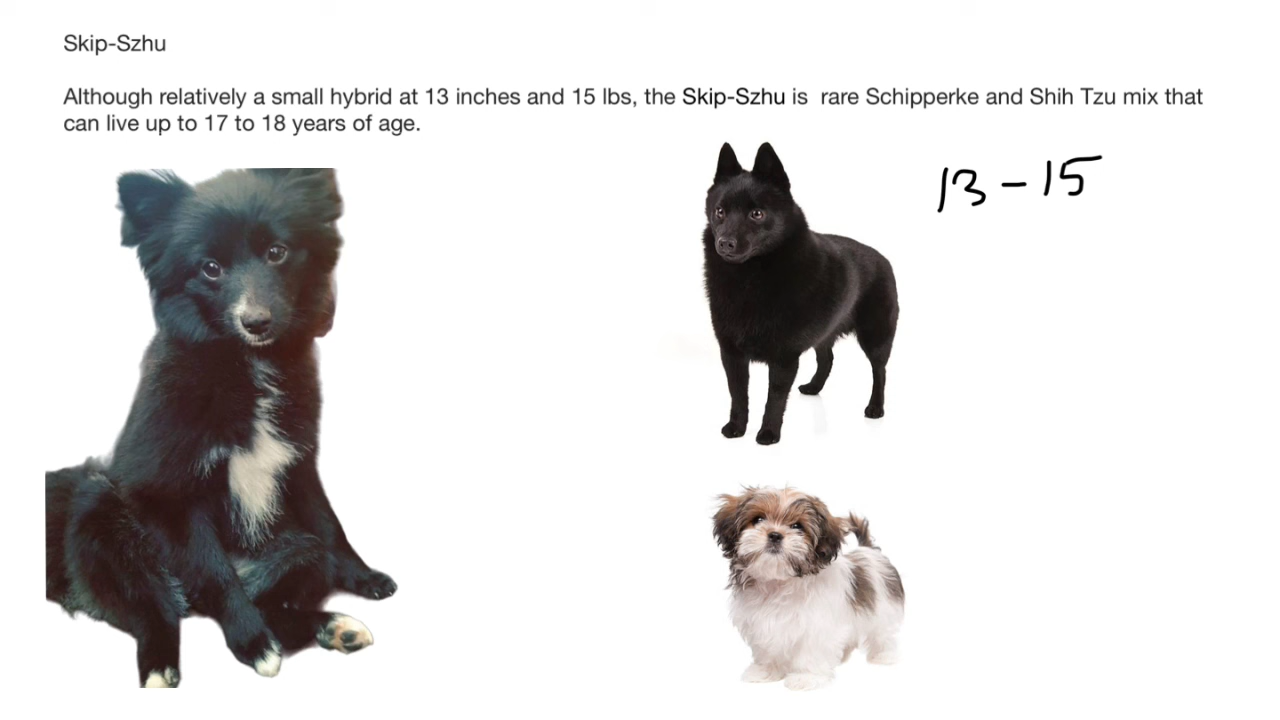 Skip-Szhu
Although relatively a small hybrid at 13 inches and 15 lbs, the Skip-Szhu is  rare Schipperke and Shih Tzu mix that
can live up to 17 to 18 years of age.
13 - 15